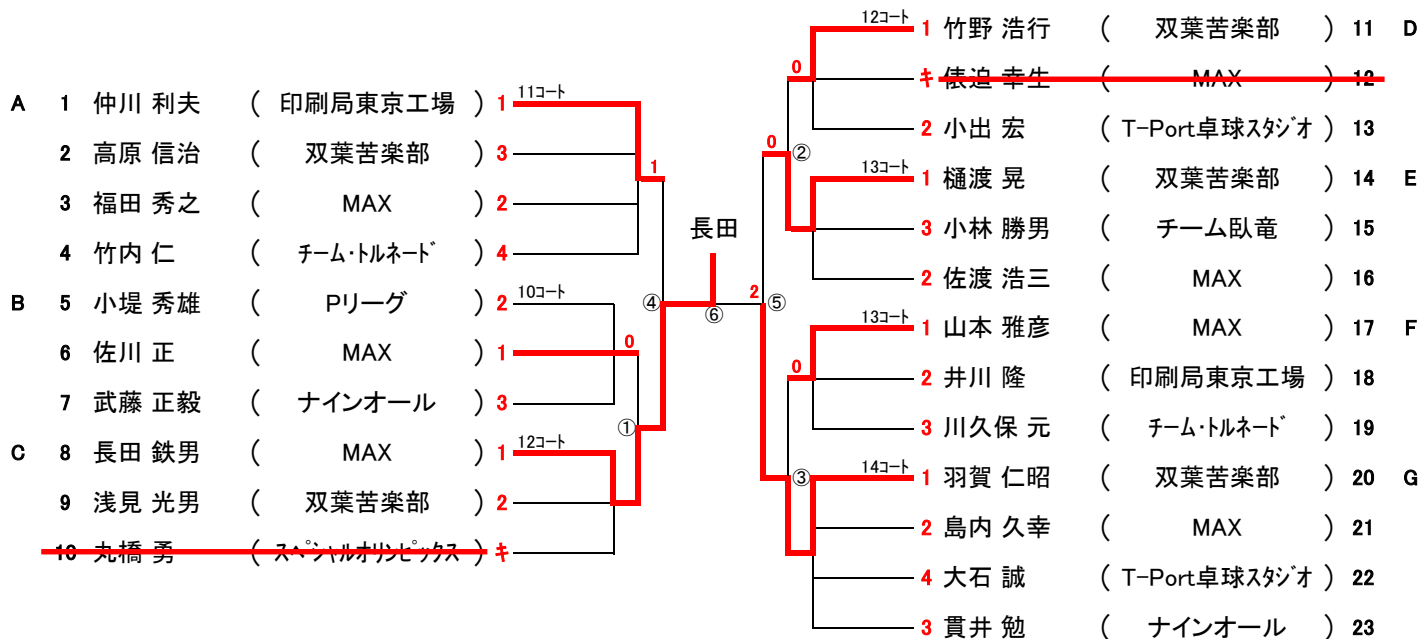 A 1 仲川 利夫 ( 印刷局東京工場 ) 1 11コート
2 高原 信治 ( 双葉苦楽部 ) 3
3 福田 秀之 ( MAX ) 2
4 竹内 仁 ( チーム・トルネード ) 4
B 5 小堤 秀雄 ( Pリーグ ) 2 10コート
6 佐川 正 ( MAX ) 1
7 武藤 正毅 ( ナインオール ) 3
C 8 長田 鉄男 ( MAX ) 1 12コート
9 浅見 光男 ( 双葉苦楽部 ) 2
10 丸橋 勇 ( スペシャルオリンピックス ) キ
1
0
①
④
長田
⑥
2 ⑤
0 ②
0
0
③
12コート 1 竹野 浩行 ( 双葉苦楽部 ) 11 D
キ 俵迫 幸生 ( MAX ) 12
2 小出 宏 ( T-Port卓球スタジオ ) 13
13コート 1 樋渡 晃 ( 双葉苦楽部 ) 14 E
3 小林 勝男 ( チーム臥竜 ) 15
2 佐渡 浩三 ( MAX ) 16
13コート 1 山本 雅彦 ( MAX ) 17 F
2 井川 隆 ( 印刷局東京工場 ) 18
3 川久保 元 ( チーム・トルネード ) 19
14コート 1 羽賀 仁昭 ( 双葉苦楽部 ) 20 G
2 島内 久幸 ( MAX ) 21
4 大石 誠 ( T-Port卓球スタジオ ) 22
3 貫井 勉 ( ナインオール ) 23